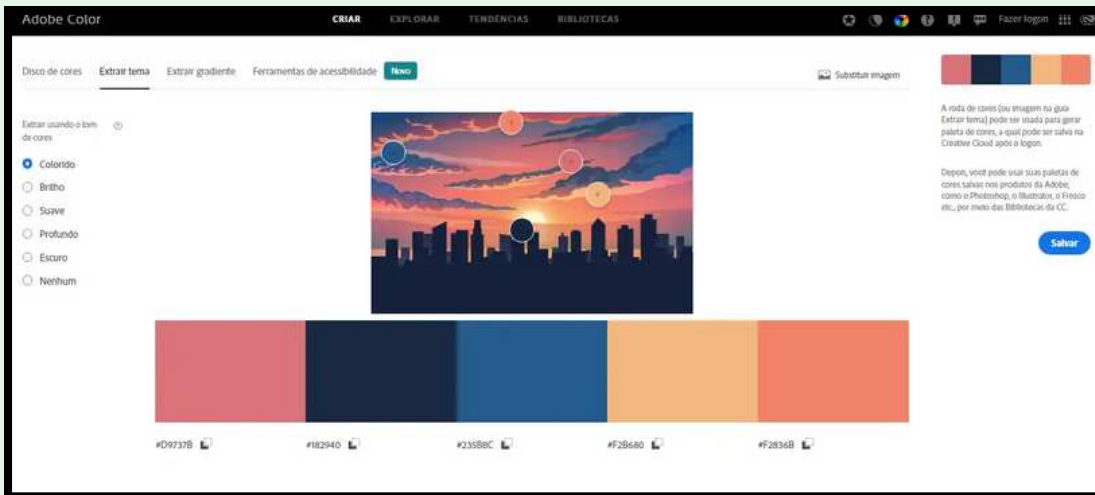 Adobe Color
CRIAR EXPLORAR TENDÊNCIAS BIBLIOTECAS
Fazer logon
Disco de cores Extrair tema Extrair gradiente Ferramentas de acessibilidade Novo
Substituir imagem
Extrair usando o tom
de cores
Colorido
Brilho
Suave
Profundo
Escuro
Nenhum
A roda de cores (ou imagem na guia
Extrair tema) pode ser usada para gerar
paleta de cores, a qual pode ser salva na
Creative Cloud após o logon.
Depois, você pode usar suas paletas de
cores salvas nos produtos da Adobe,
como o Photoshop, o Illustrator, o Fresco
etc., por meio das Bibliotecas da CC.
Salvar
#D9737B #182940 #235B8C #F2B680 #F2836B